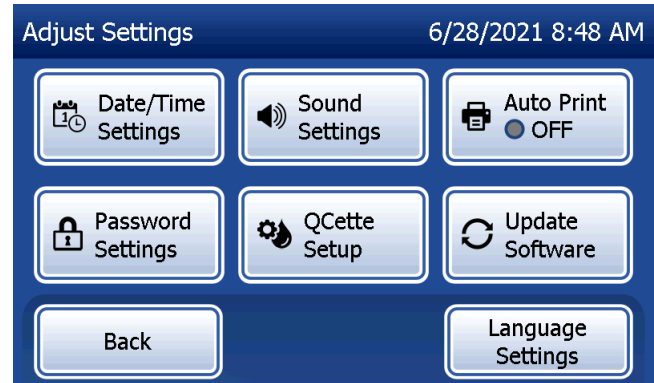 Adjust Settings 6/28/2021 8:48 AM
Date/Time
Settings
Sound
Settings
Auto Print
OFF
Password
Settings
QCette
Setup
Update
Software
Back
Language
Settings